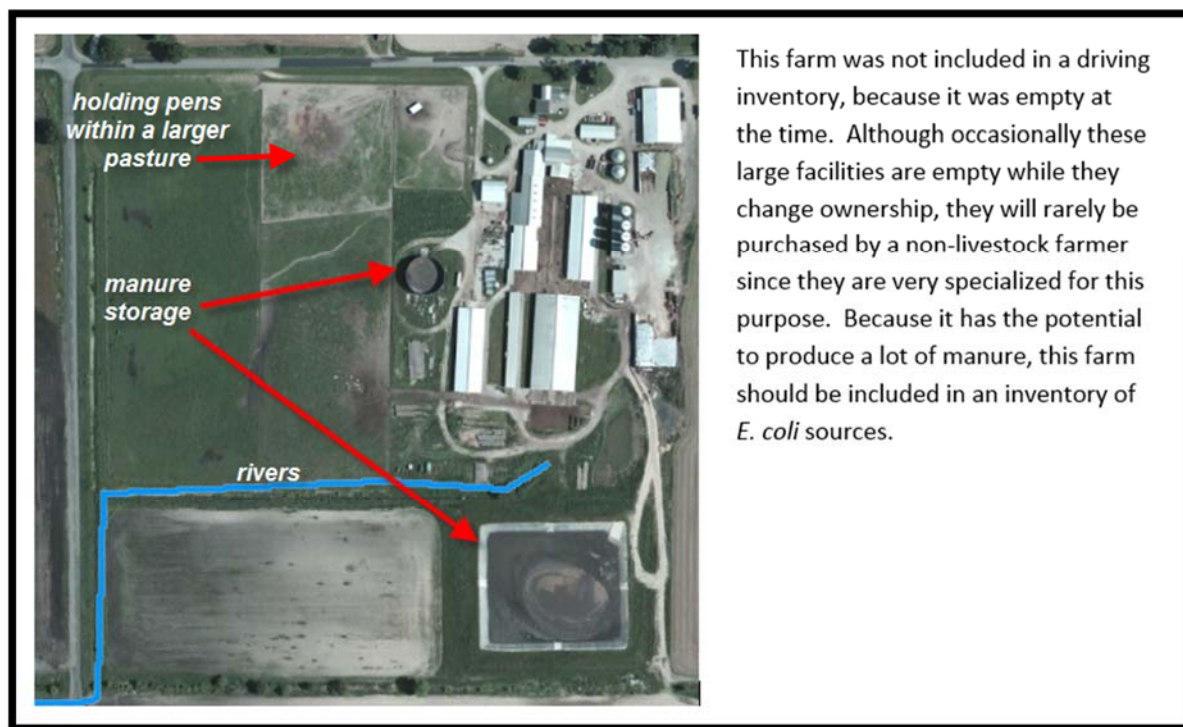 holding pens
within a larger
pasture
manure
storage
rivers
This farm was not included in a driving
inventory, because it was empty at
the time.  Although occasionally these
large facilities are empty while they
change ownership, they will rarely be
purchased by a non-livestock farmer
since they are very specialized for this
purpose.  Because it has the potential
to produce a lot of manure, this farm
should be included in an inventory of
E. coli sources.